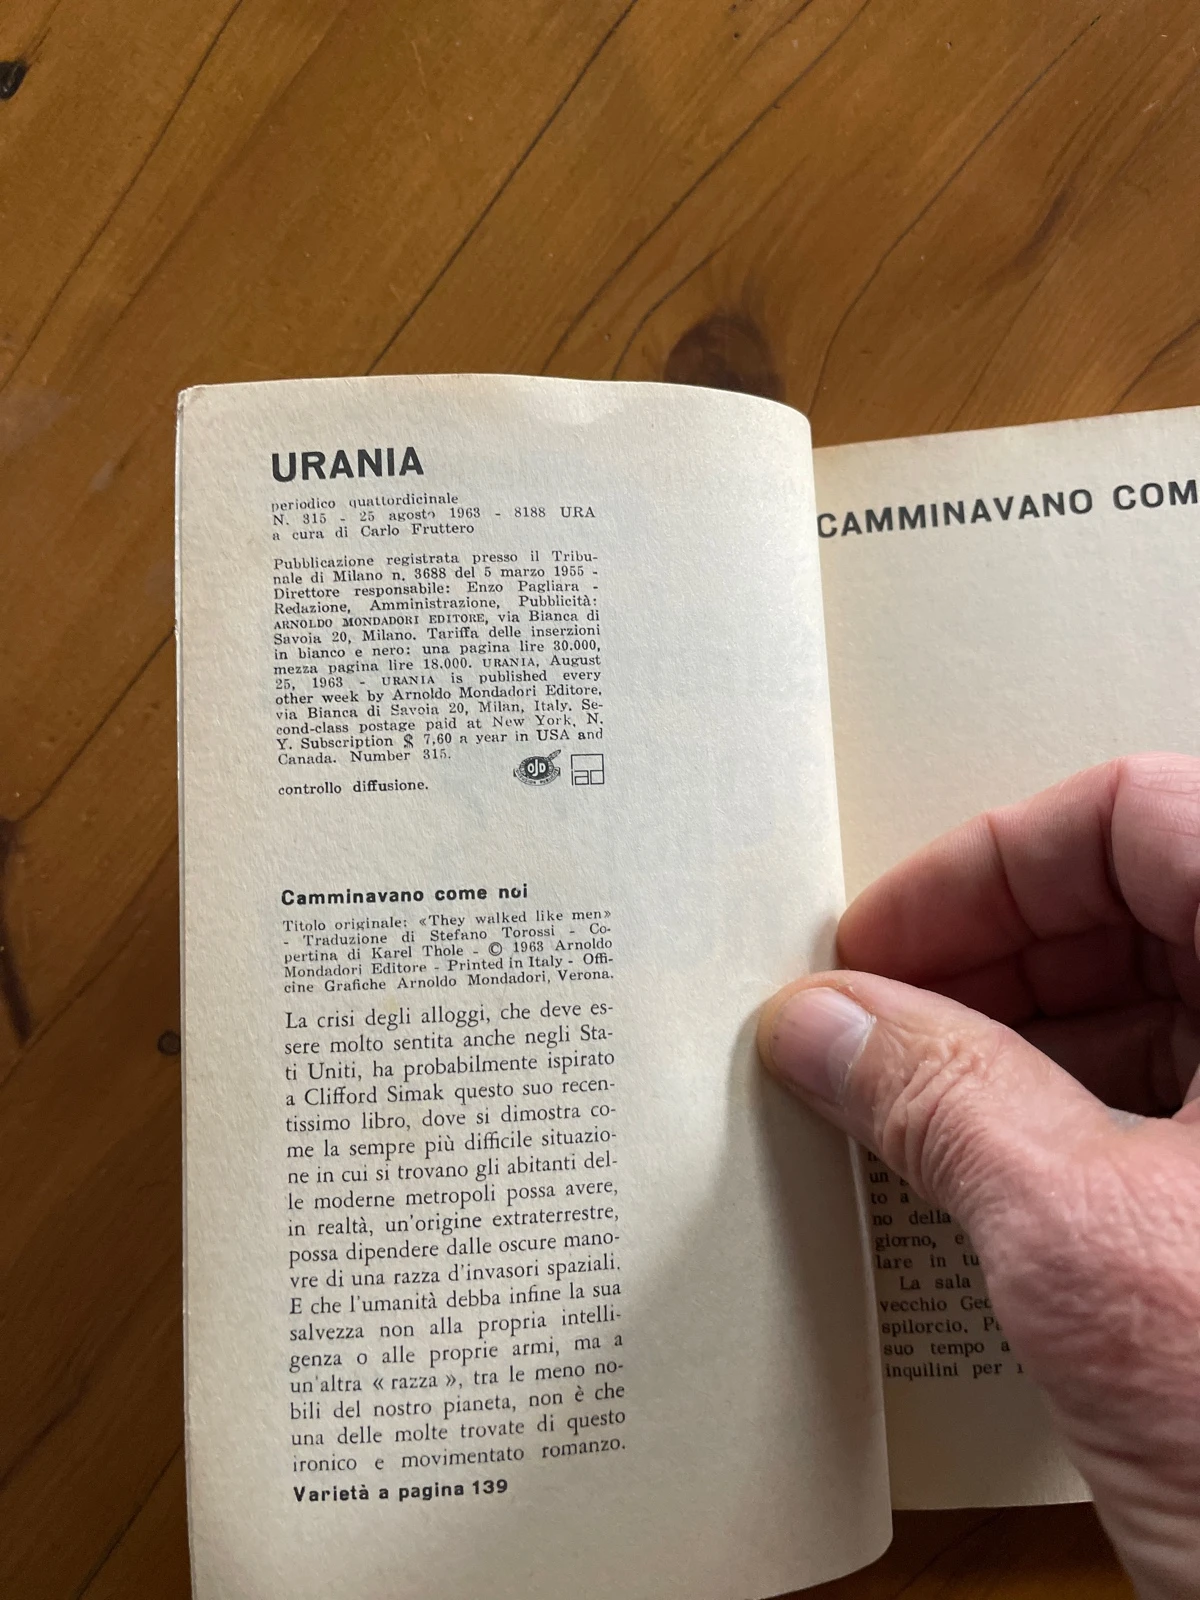 URANIA
periodico quattordicinale
N. 315 - 25 agosto 1963 - 8188 URA
a cura di Carlo Fruttero
Pubblicazione registrata presso il Tribu-
nale di Milano n. 3688 del 5 marzo 1955 -
Direttore responsabile: Enzo Pagliara -
Redazione, Amministrazione, Pubblicità:
ARNOLDO MONDADORI EDITORE, via Bianca di
Savoia 20, Milano. Tariffa delle inserzioni
in bianco e nero: una pagina lire 30.000,
mezza pagina lire 18.000. URANIA, August
25, 1963 - URANIA is published every
other week by Arnoldo Mondadori Editore,
via Bianca di Savoia 20, Milan, Italy. Se-
cond-class postage paid at New York, N.
Y. Subscription $ 7,60 a year in USA and
Canada. Number 315.
OJD
controllo diffusione.
Camminavano come noi
Titolo originale: «They walked like men»
- Traduzione di Stefano Torossi - Co-
pertina di Karel Thole - © 1963 Arnoldo
Mondadori Editore - Printed in Italy - Offi-
cine Grafiche Arnoldo Mondadori, Verona.
La crisi degli alloggi, che deve es-
sere molto sentita anche negli Sta-
ti Uniti, ha probabilmente ispirato
a Clifford Simak questo suo recen-
tissimo libro, dove si dimostra co-
me la sempre più difficile situazio-
ne in cui si trovano gli abitanti del-
le moderne metropoli possa avere,
in realtà, un'origine extraterrestre,
possa dipendere dalle oscure mano-
vre di una razza d'invasori spaziali.
E che l'umanità debba infine la sua
salvezza non alla propria intelli-
genza o alle proprie armi, ma a
un'altra « razza », tra le meno no-
bili del nostro pianeta, non è che
una delle molte trovate di questo
ironico e movimentato romanzo.
Varietà a pagina 139
CAMMINAVANO COM
un
to a
no della
giorno, e
lare in tu
La sala
vecchio Geo
spilorcio. P
suo tempo a
inquilini per